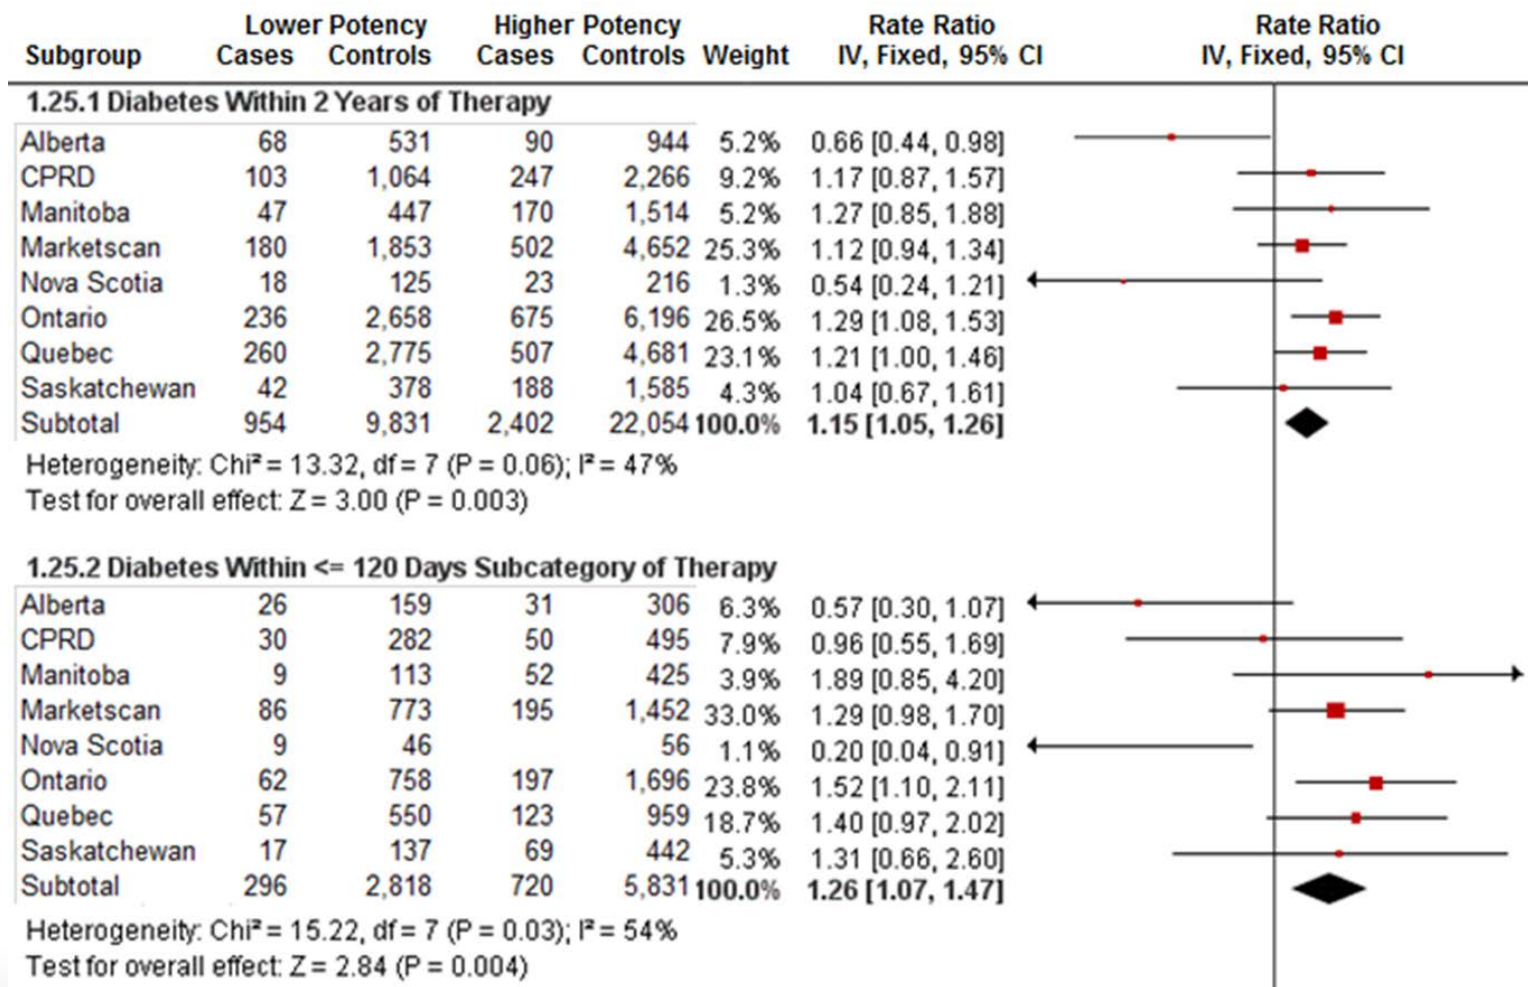 Lower Potency Higher Potency Rate Ratio Rate Ratio
Subgroup Cases Controls Cases Controls Weight IV, Fixed, 95% CI IV, Fixed, 95% CI
1.25.1 Diabetes Within 2 Years of Therapy
Alberta 68 531 90 944 5.2% 0.66 [0.44, 0.98]
CPRD 103 1,064 247 2,266 9.2% 1.17 [0.87, 1.57]
Manitoba 47 447 170 1,514 5.2% 1.27 [0.85, 1.88]
Marketscan 180 1,853 502 4,652 25.3% 1.12 [0.94, 1.34]
Nova Scotia 18 125 23 216 1.3% 0.54 [0.24, 1.21]
Ontario 236 2,658 675 6,196 26.5% 1.29 [1.08, 1.53]
Quebec 260 2,775 507 4,681 23.1% 1.21 [1.00, 1.46]
Saskatchewan 42 378 188 1,585 4.3% 1.04 [0.67, 1.61]
Subtotal 954 9,831 2,402 22,054 100.0% 1.15 [1.05, 1.26]
Heterogeneity: Chi² = 13.32, df = 7 (P = 0.06); I² = 47%
Test for overall effect: Z = 3.00 (P = 0.003)
1.25.2 Diabetes Within <= 120 Days Subcategory of Therapy
Alberta 26 159 31 306 6.3% 0.57 [0.30, 1.07]
CPRD 30 282 50 495 7.9% 0.96 [0.55, 1.69]
Manitoba 9 113 52 425 3.9% 1.89 [0.85, 4.20]
Marketscan 86 773 195 1,452 33.0% 1.29 [0.98, 1.70]
Nova Scotia 9 46 56 1.1% 0.20 [0.04, 0.91]
Ontario 62 758 197 1,696 23.8% 1.52 [1.10, 2.11]
Quebec 57 550 123 959 18.7% 1.40 [0.97, 2.02]
Saskatchewan 17 137 69 442 5.3% 1.31 [0.66, 2.60]
Subtotal 296 2,818 720 5,831 100.0% 1.26 [1.07, 1.47]
Heterogeneity: Chi² = 15.22, df = 7 (P = 0.03); I² = 54%
Test for overall effect: Z = 2.84 (P = 0.004)